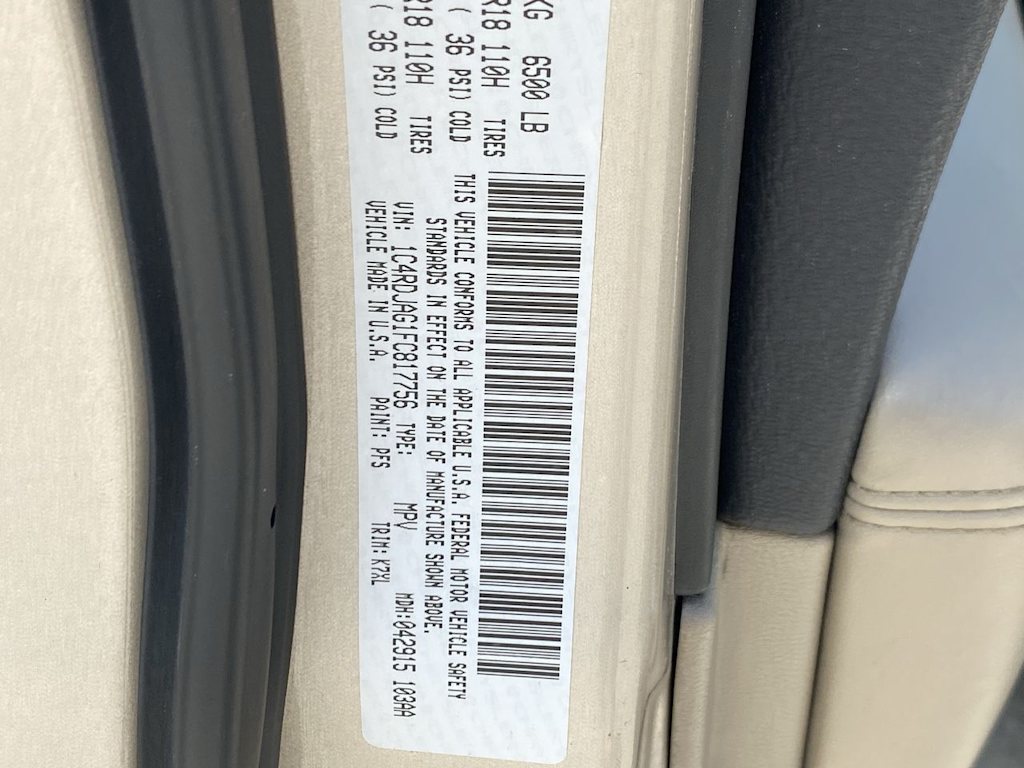 KG 6500 LB
R18 110H TIRES
( 36 PSI) COLD
R18 110H TIRES
( 36 PSI) COLD
THIS VEHICLE CONFORMS TO ALL APPLICABLE U.S.A. FEDERAL MOTOR VEHICLE SAFETY
STANDARDS IN EFFECT ON THE DATE OF MANUFACTIRE SHOWN ABOVE.
VIN: 1C4RDJAG1FC817756 TYPE: MPV MDH:042915 103AA
VEHICLE MADE IN U.S.A. PAINT: PFS TRIM: K7XL